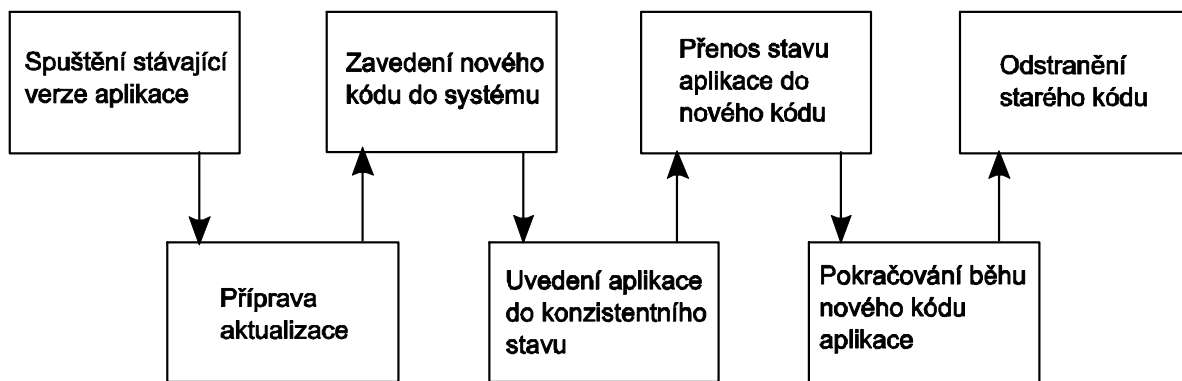 Spuštění stávající
verze aplikace
Příprava
aktualizace
Zavedení nového
kódu do systému
Uvedení aplikace
do konzistentního
stavu
Přenos stavu
aplikace do
nového kódu
Pokračování běhu
nového kódu
aplikace
Odstranění
starého kódu